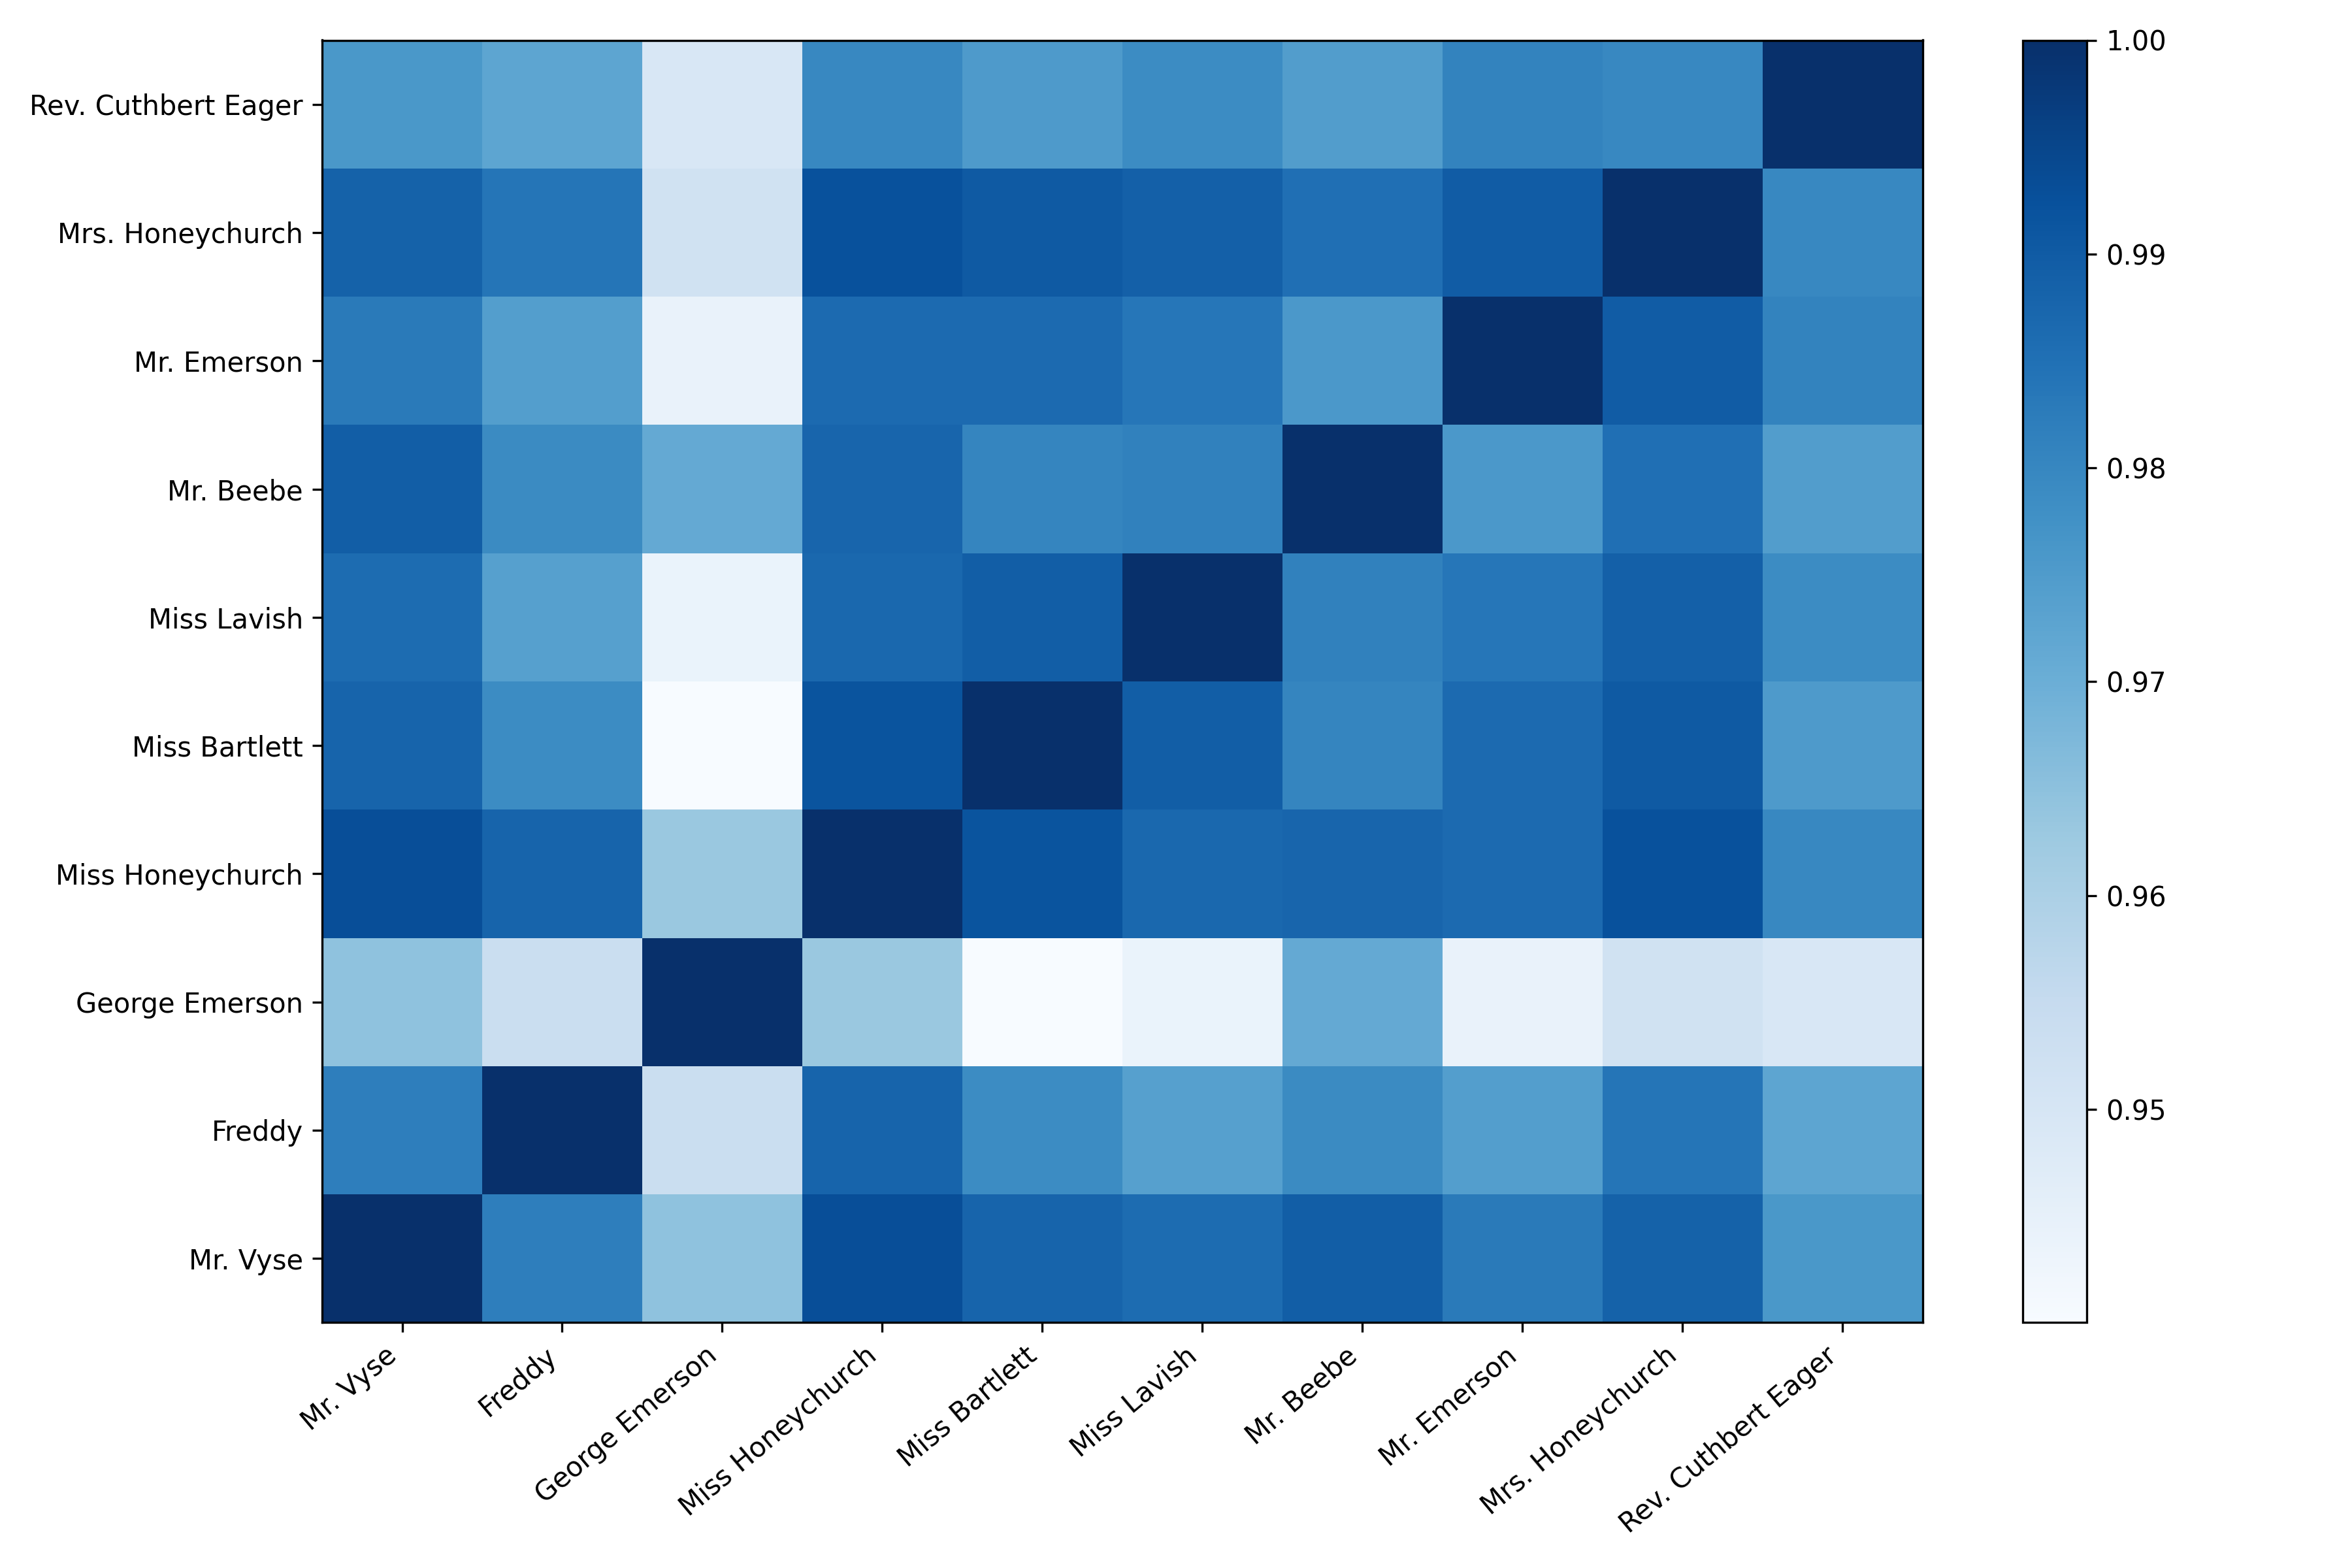 Rev. Cuthbert Eager
Mrs. Honeychurch
Mr. Emerson
Mr. Beebe
Miss Lavish
Miss Bartlett
Miss Honeychurch
George Emerson
Freddy
Mr. Vyse
Mr. Vyse
Freddy
George Emerson
Miss Honeychurch
Miss Bartlett
Miss Lavish
Mr. Beebe
Mr. Emerson
Mrs. Honeychurch
Rev. Cuthbert Eager
1.00
0.99
0.98
0.97
0.96
0.95